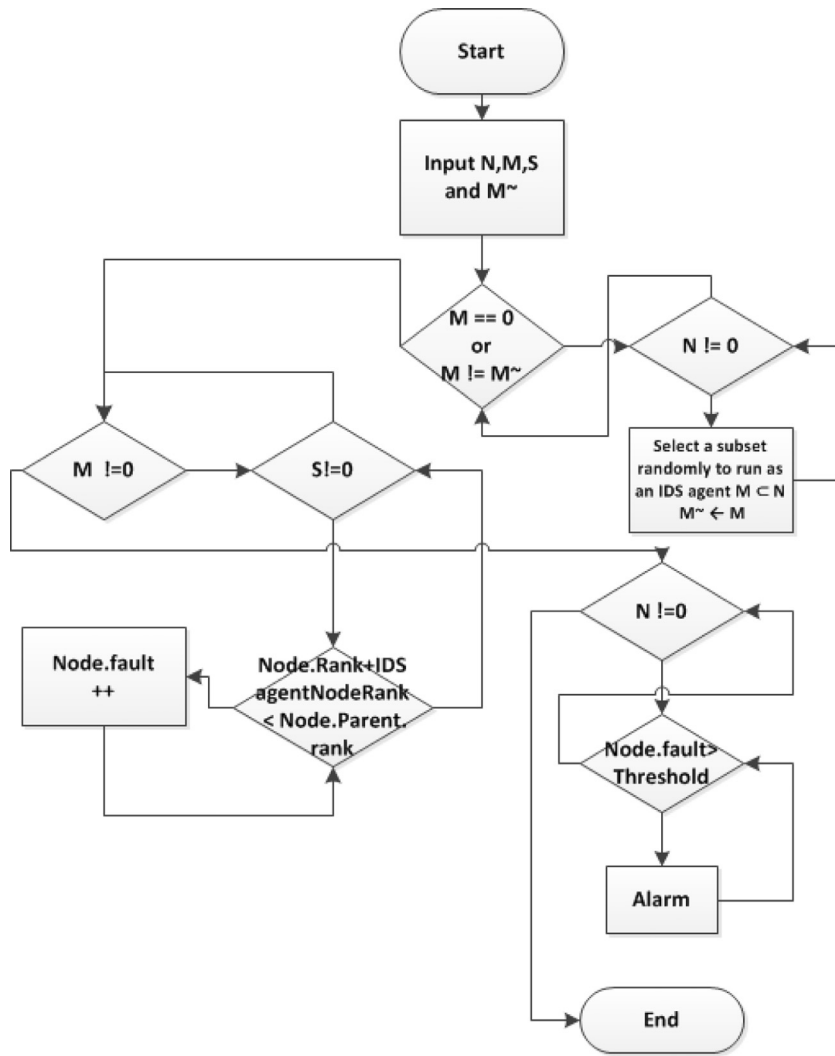 Start
Input N,M,S
and M~
M == 0
or
M != M~
N != 0
Select a subset
randomly to run as
an IDS agent M ⊂ N
M~ ← M
M !=0
S!=0
N !=0
Node.Rank+IDS
agentNodeRank
< Node.Parent.
rank
Node.fault
++
Node.fault>
Threshold
Alarm
End